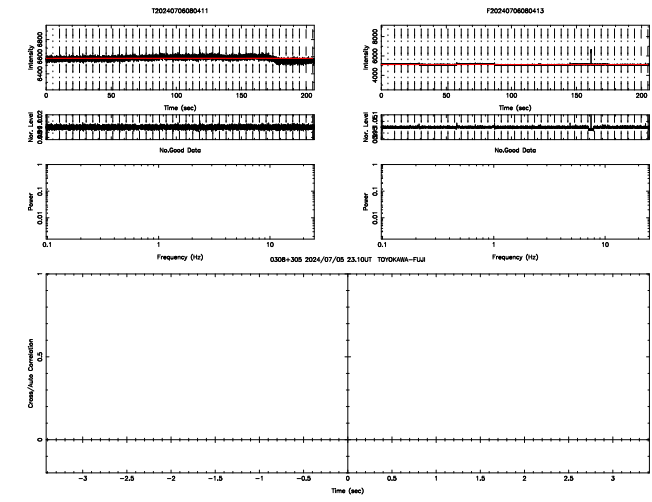 T20240706080411
F20240706080413
Intensity
6400 6600 6800
0 50 100 150 200
Time (sec)
Intensity
4000 6000 8000
0 50 100 150 200
Time (sec)
Nor. Level
Nor. Level
No.Good Data
No.Good Data
Power
0.01 0.1 1
0.1 1 10
Frequency (Hz)
Power
0.01 0.1 1
0.1 1 10
Frequency (Hz)
0308+305 2024/07/05 23.10UT TOYOKAWA-FUJI
Cross/Auto Correlation
0 0.5 1
-3 -2.5 -2 -1.5 -1 -0.5 0 0.5 1 1.5 2 2.5 3
Time (sec)